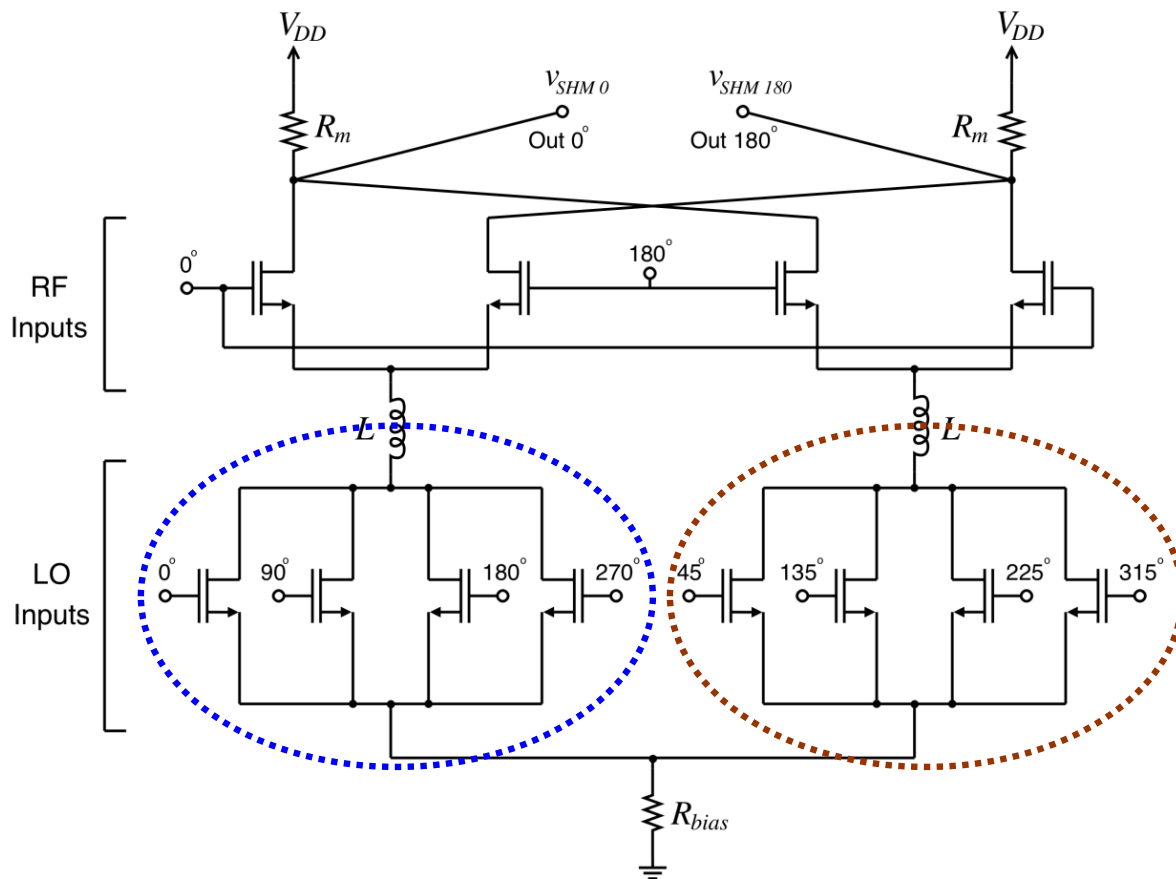 V_DD
V_DD
v_SHM 0
v_SHM 180
R_m
Out 0°
Out 180°
R_m
RF
Inputs
0°
180°
L
L
LO
Inputs
0°
90°
180°
270°
45°
135°
225°
315°
R_bias